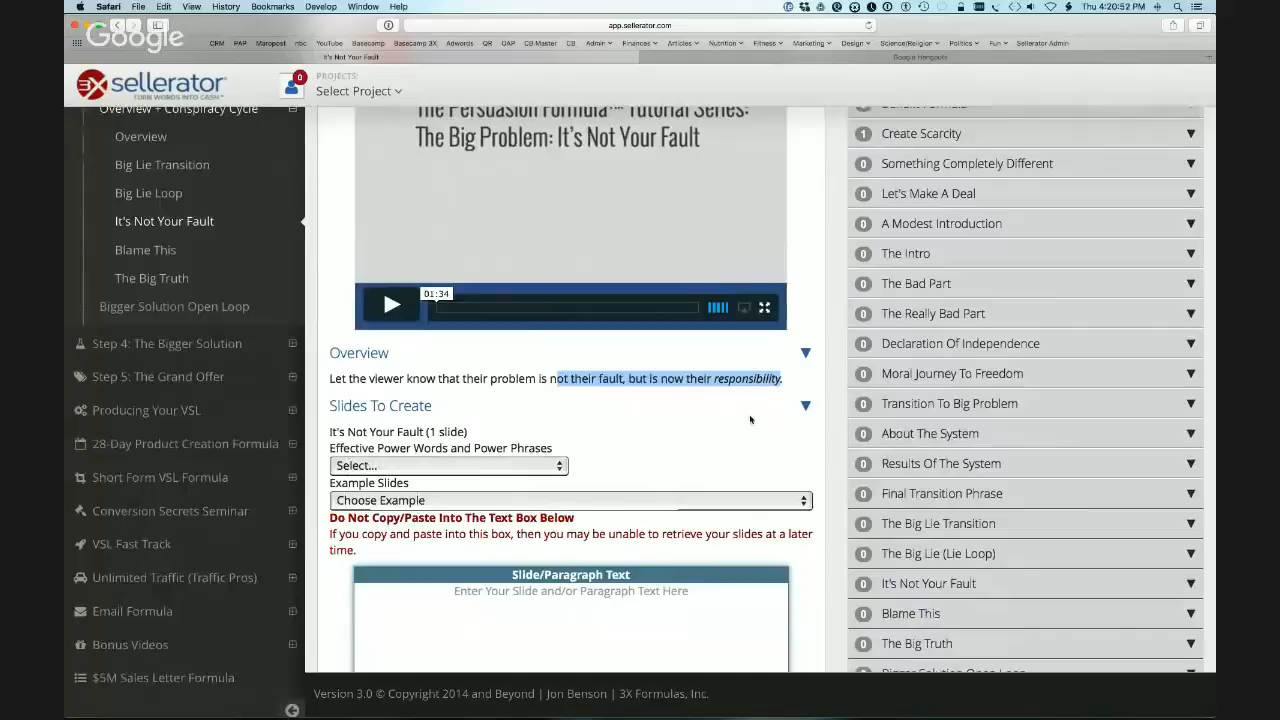 Safari File Edit View History Bookmarks Develop Window Help Thu 4:20:52 PM
Google
app.sellerator.com
CRM PAP Maropost nbc YouTube Basecamp Basecamp 3X Adwords QR OAP CB Master CB Admin Finances Articles Nutrition Fitness Marketing Design Science/Religion Politics Fun Sellerator Admin
It's Not Your Fault Google Hangouts
3X sellerator
TURN WORDS INTO CASH
0
PROJECTS:
Select Project
Overview + Conspiracy Cycle
Overview
Big Lie Transition
Big Lie Loop
It's Not Your Fault
Blame This
The Big Truth
Bigger Solution Open Loop
Step 4: The Bigger Solution
Step 5: The Grand Offer
Producing Your VSL
28-Day Product Creation Formula
Short Form VSL Formula
Conversion Secrets Seminar
VSL Fast Track
Unlimited Traffic (Traffic Pros)
Email Formula
Bonus Videos
$5M Sales Letter Formula
The Persuasion Formula™ Tutorial Series:
The Big Problem: It's Not Your Fault
01:34
Overview
Let the viewer know that their problem is not their fault, but is now their responsibility.
Slides To Create
It's Not Your Fault (1 slide)
Effective Power Words and Power Phrases
Select...
Example Slides
Choose Example
Do Not Copy/Paste Into The Text Box Below
If you copy and paste into this box, then you may be unable to retrieve your slides at a later
time.
Slide/Paragraph Text
Enter Your Slide and/or Paragraph Text Here
1 Create Scarcity
0 Something Completely Different
0 Let's Make A Deal
0 A Modest Introduction
0 The Intro
0 The Bad Part
0 The Really Bad Part
0 Declaration Of Independence
0 Moral Journey To Freedom
0 Transition To Big Problem
0 About The System
0 Results Of The System
0 Final Transition Phrase
0 The Big Lie Transition
0 The Big Lie (Lie Loop)
0 It's Not Your Fault
0 Blame This
0 The Big Truth
Bigger Solution Open Loop
Version 3.0 © Copyright 2014 and Beyond | Jon Benson | 3X Formulas, Inc.